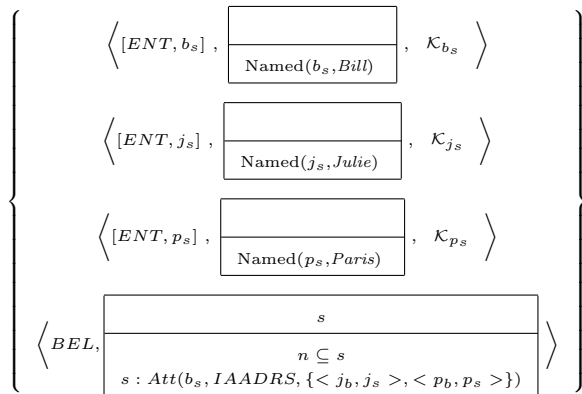 ⟨ [ENT, b_s] , Named(b_s,Bill) , 𝒦_{b_s} ⟩
⟨ [ENT, j_s] , Named(j_s,Julie) , 𝒦_{j_s} ⟩
⟨ [ENT, p_s] , Named(p_s,Paris) , 𝒦_{p_s} ⟩
s
⟨ BEL, n ⊆ s ⟩
s : Att(b_s, IAADRS, {< j_b, j_s >, < p_b, p_s >})